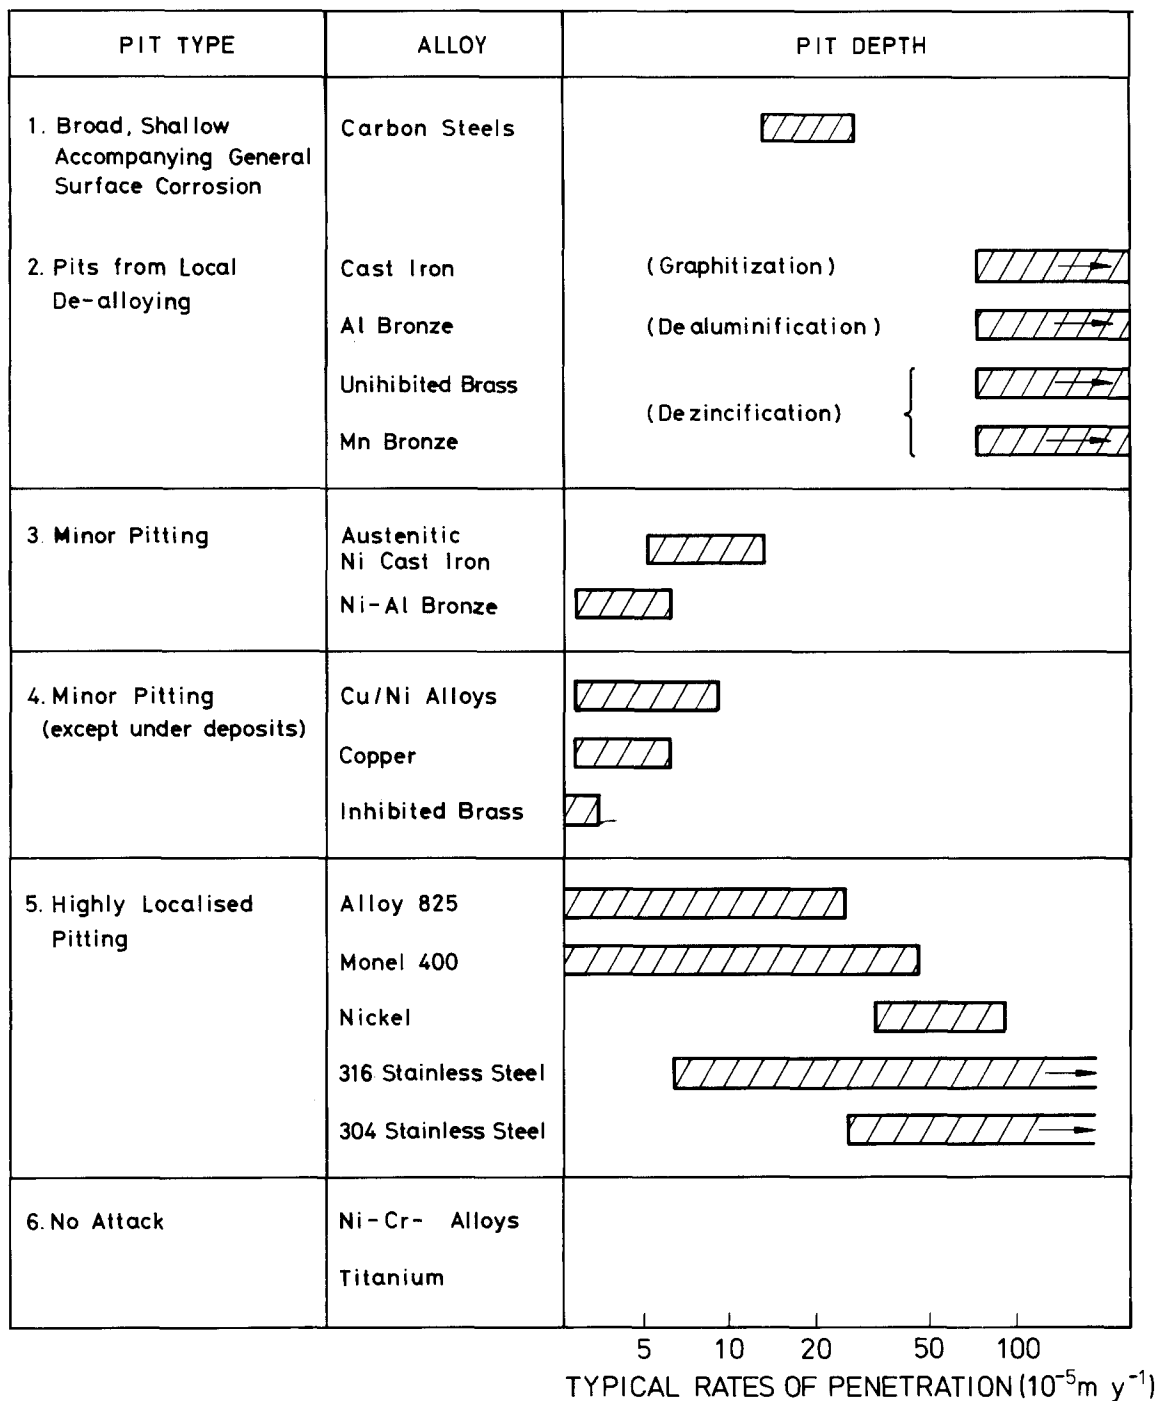 PIT TYPE ALLOY PIT DEPTH
1. Broad, Shallow Carbon Steels
Accompanying General
Surface Corrosion
2. Pits from Local Cast Iron (Graphitization)
De-alloying
Al Bronze (Dealuminification)
Unihibited Brass
(Dezincification)
Mn Bronze
3. Minor Pitting Austenitic
Ni Cast Iron
Ni-Al Bronze
4. Minor Pitting Cu/Ni Alloys
(except under deposits)
Copper
Inhibited Brass
5. Highly Localised Alloy 825
Pitting
Monel 400
Nickel
316 Stainless Steel
304 Stainless Steel
6. No Attack Ni-Cr- Alloys
Titanium
5 10 20 50 100
TYPICAL RATES OF PENETRATION (10⁻⁵m y⁻¹)